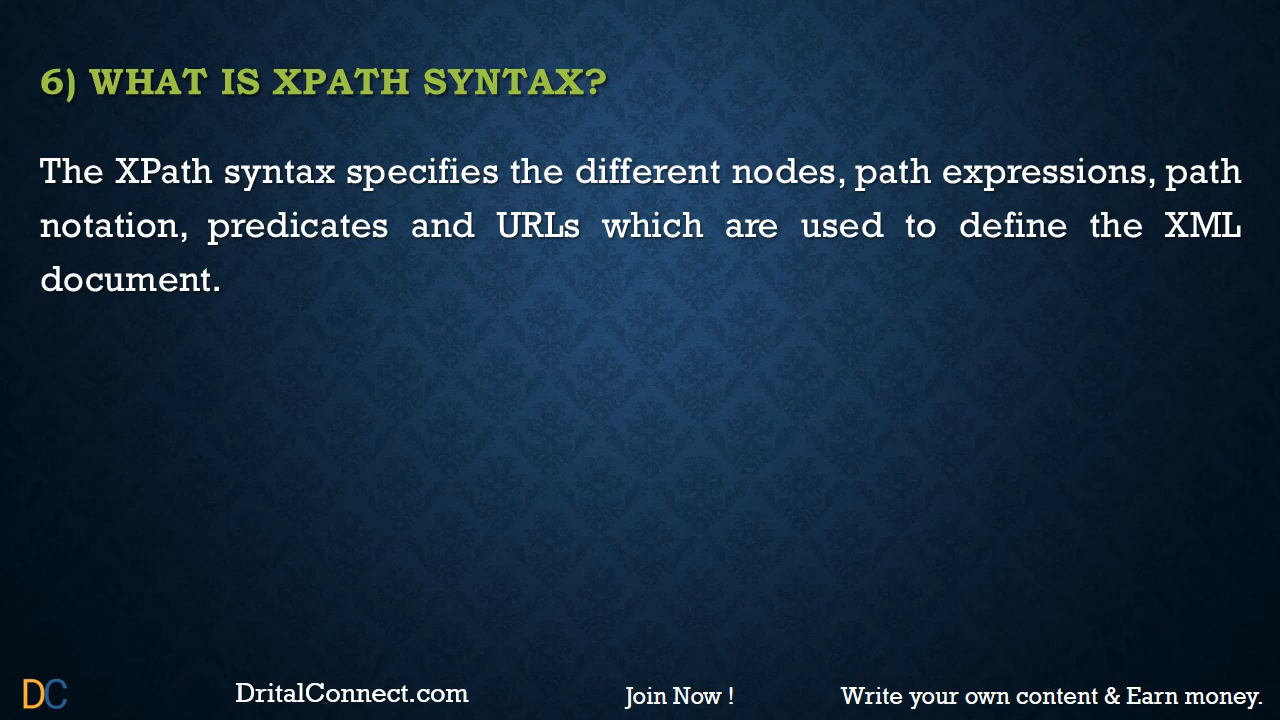 6) WHAT IS XPATH SYNTAX?
The XPath syntax specifies the different nodes, path expressions, path
notation, predicates and URLs which are used to define the XML
document.
DC
DritalConnect.com
Join Now !
Write your own content & Earn money.